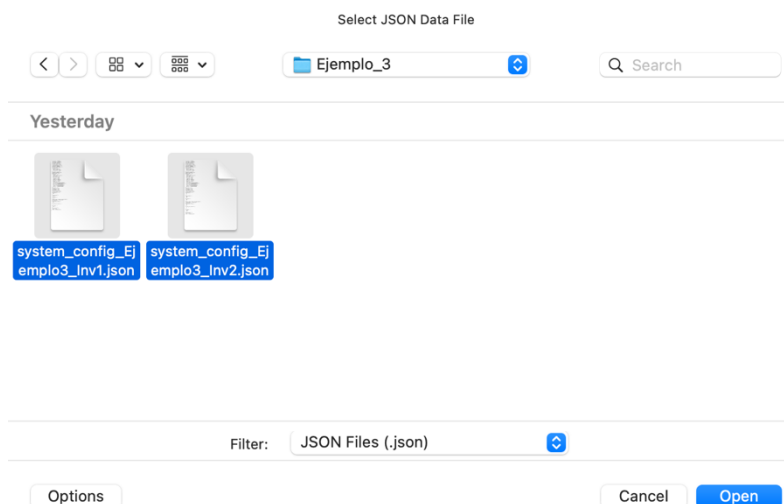 Select JSON Data File
Ejemplo_3
Search
Yesterday
system_config_Ej
emplo3_Inv1.json
system_config_Ej
emplo3_Inv2.json
Filter:
JSON Files (.json)
Options
Cancel
Open